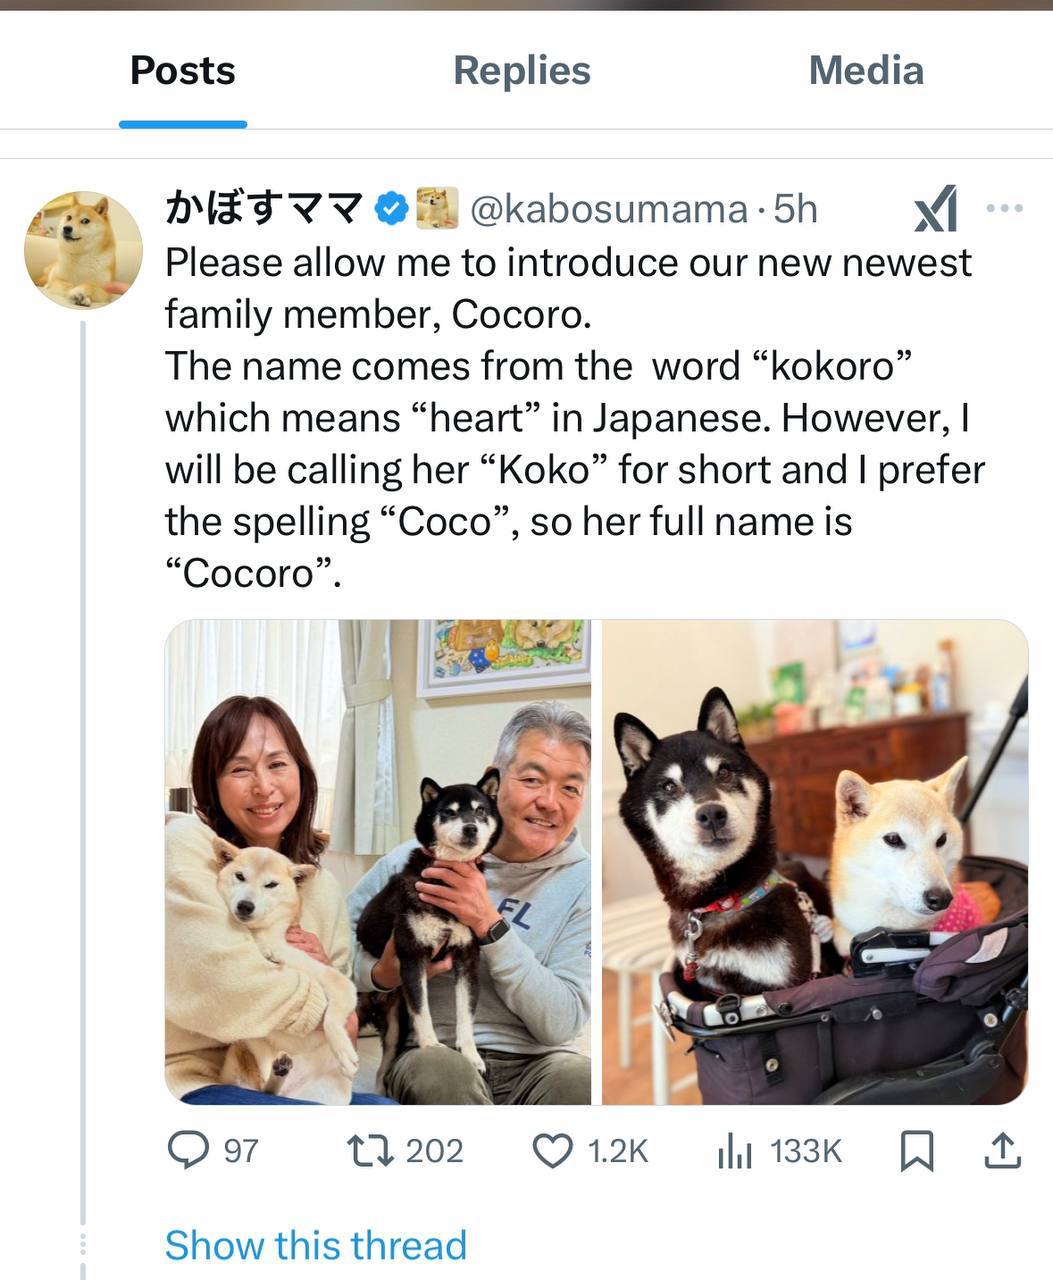 Posts
Replies
Media
かぼすママ @kabosumama · 5h
Please allow me to introduce our new newest
family member, Cocoro.
The name comes from the  word “kokoro”
which means “heart” in Japanese. However, I
will be calling her “Koko” for short and I prefer
the spelling “Coco”, so her full name is
“Cocoro”.
FL
97
202
1.2K
133K
Show this thread